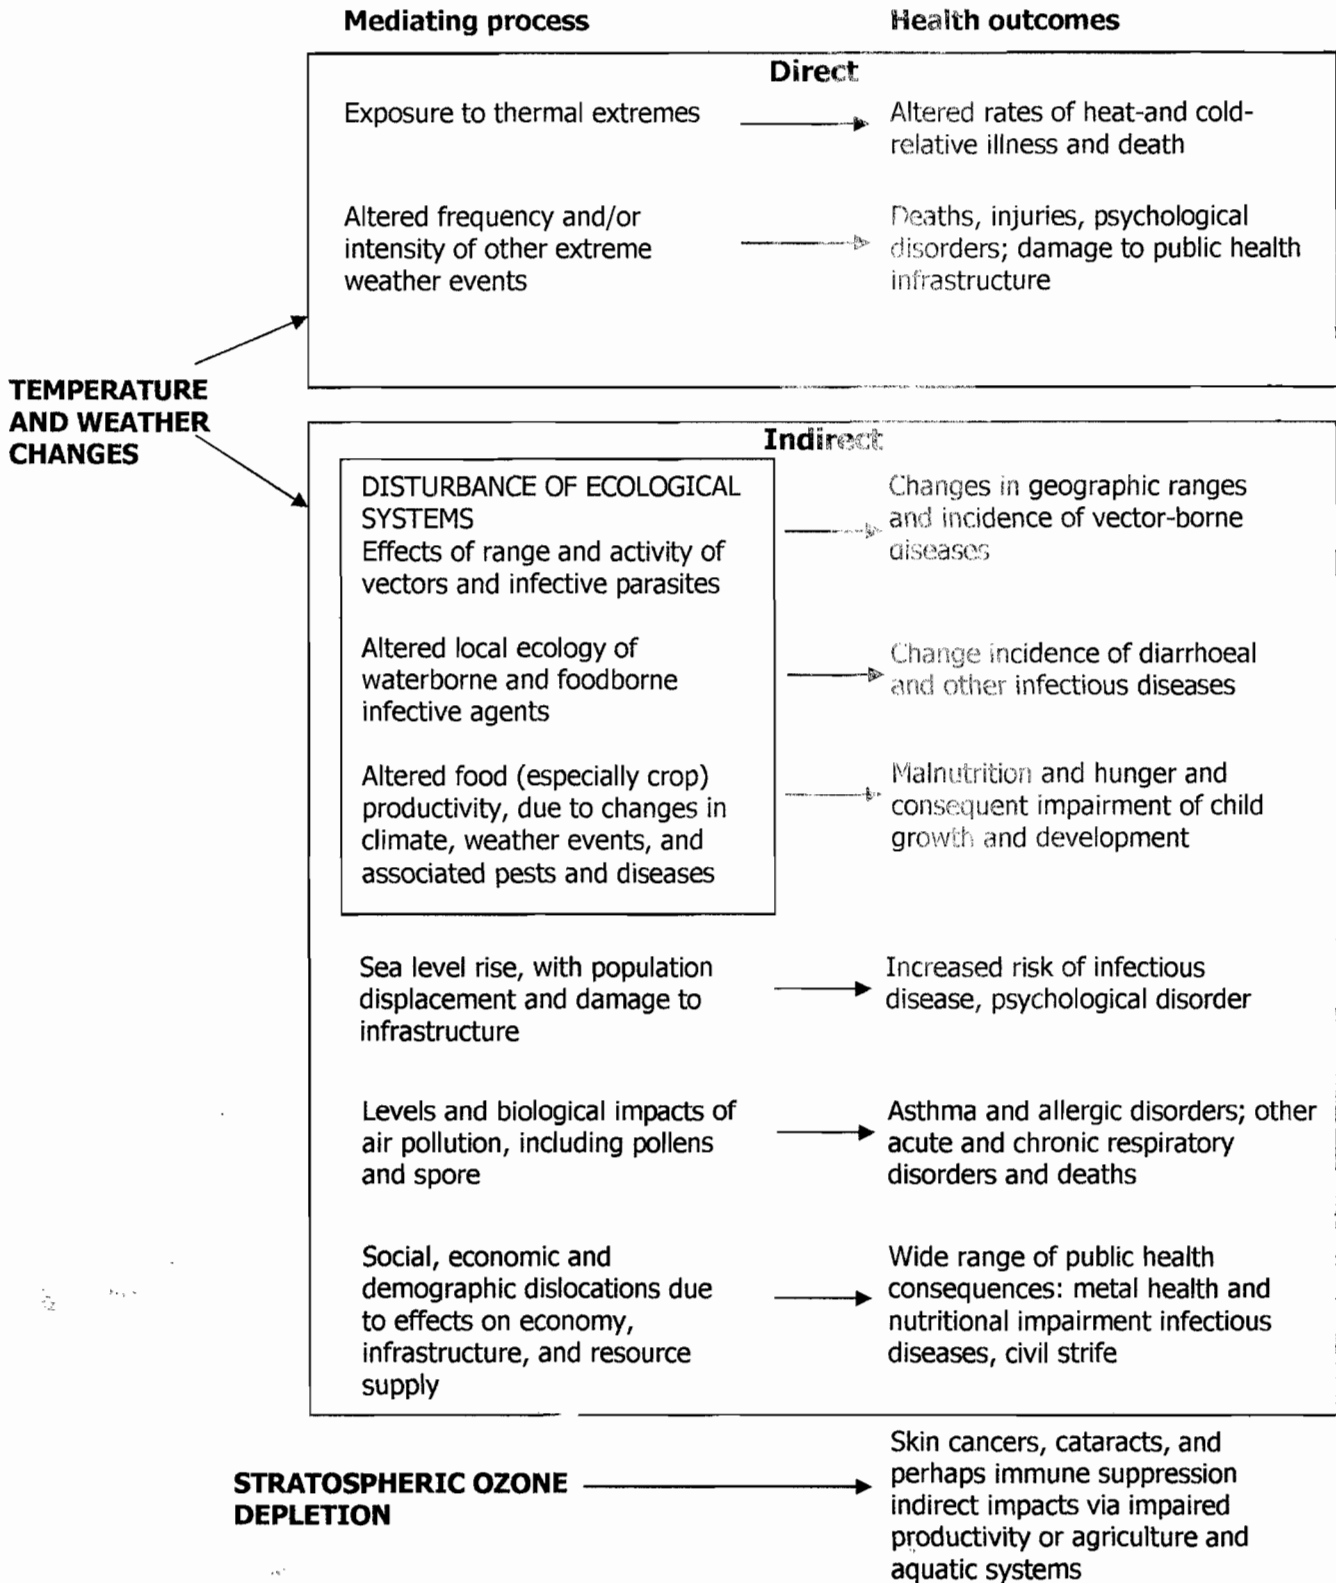 Mediating process
Health outcomes
Direct
Exposure to thermal extremes
Altered rates of heat-and cold-
relative illness and death
Altered frequency and/or
intensity of other extreme
weather events
Deaths, injuries, psychological
disorders; damage to public health
infrastructure
TEMPERATURE
AND WEATHER
CHANGES
Indirect
DISTURBANCE OF ECOLOGICAL
SYSTEMS
Effects of range and activity of
vectors and infective parasites
Changes in geographic ranges
and incidence of vector-borne
diseases
Altered local ecology of
waterborne and foodborne
infective agents
Change incidence of diarrhoeal
and other infectious diseases
Altered food (especially crop)
productivity, due to changes in
climate, weather events, and
associated pests and diseases
Malnutrition and hunger and
consequent impairment of child
growth and development
Sea level rise, with population
displacement and damage to
infrastructure
Increased risk of infectious
disease, psychological disorder
Levels and biological impacts of
air pollution, including pollens
and spore
Asthma and allergic disorders; other
acute and chronic respiratory
disorders and deaths
Social, economic and
demographic dislocations due
to effects on economy,
infrastructure, and resource
supply
Wide range of public health
consequences: metal health and
nutritional impairment infectious
diseases, civil strife
STRATOSPHERIC OZONE
DEPLETION
Skin cancers, cataracts, and
perhaps immune suppression
indirect impacts via impaired
productivity or agriculture and
aquatic systems